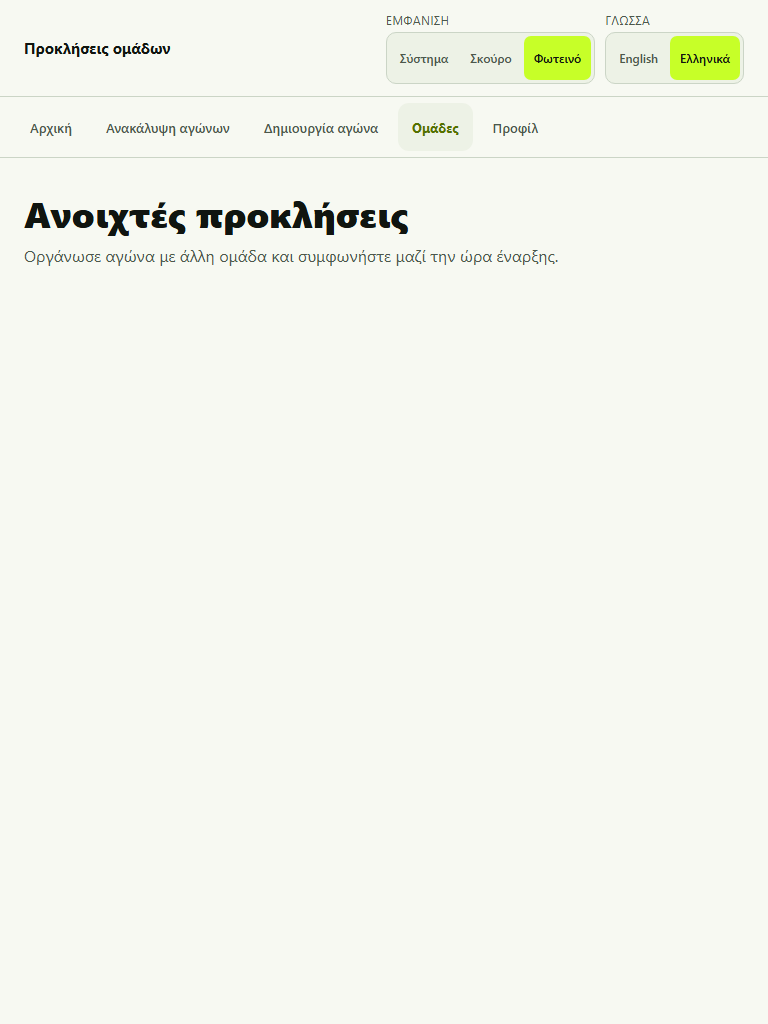 Προκλήσεις ομάδων
ΕΜΦΑΝΙΣΗ
Σύστημα Σκούρο Φωτεινό
ΓΛΩΣΣΑ
English Ελληνικά
Αρχική Ανακάλυψη αγώνων Δημιουργία αγώνα Ομάδες Προφίλ
Ανοιχτές προκλήσεις
Οργάνωσε αγώνα με άλλη ομάδα και συμφωνήστε μαζί την ώρα έναρξης.